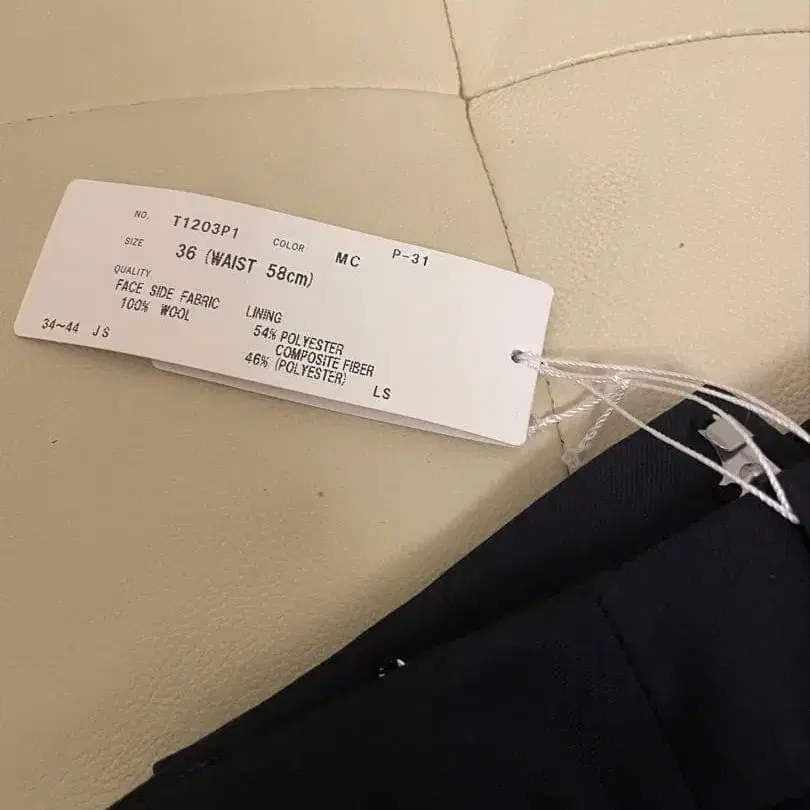 NO. T1203P1 COLOR MC P-31
SIZE 36 (WAIST 58cm)
QUALITY
FACE SIDE FABRIC
100% WOOL
LINING
54% POLYESTER
COMPOSITE FIBER
46% (POLYESTER)
34~44 JS
LS